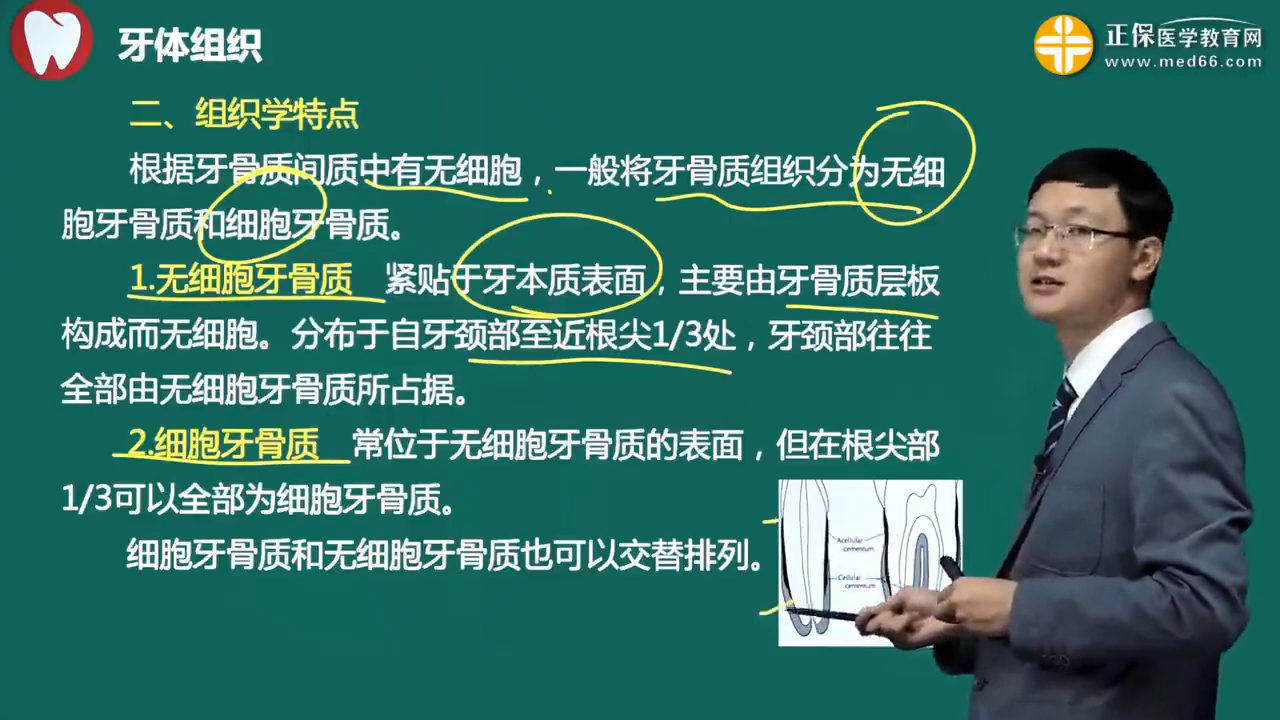 牙体组织
正保医学教育网
www.med66.com
二、组织学特点
根据牙骨质间质中有无细胞，一般将牙骨质组织分为无细
胞牙骨质和细胞牙骨质。
1.无细胞牙骨质 紧贴于牙本质表面，主要由牙骨质层板
构成而无细胞。分布于自牙颈部至近根尖1/3处，牙颈部往往
全部由无细胞牙骨质所占据。
2.细胞牙骨质 常位于无细胞牙骨质的表面，但在根尖部
1/3可以全部为细胞牙骨质。
细胞牙骨质和无细胞牙骨质也可以交替排列。
Acellular
cementum
Cellular
cementum